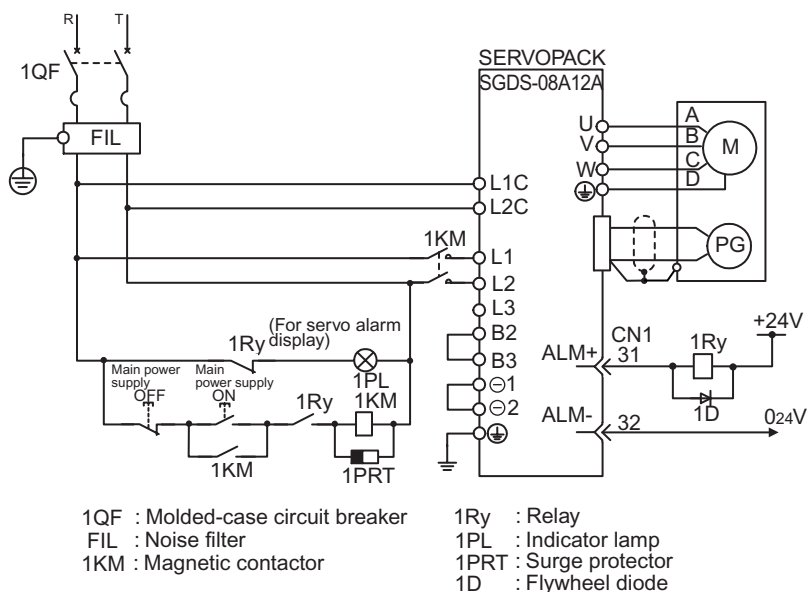 R
T
1QF
FIL
SERVOPACK
SGDS-08A12A
U
V
W
A
B
C
D
M
PG
L1C
L2C
1KM
L1
L2
L3
B2
B3
⊖1
⊖2
(For servo alarm
display)
1Ry
1PL
Main power
supply
OFF
Main
power supply
ON
1Ry
1KM
1KM
1PRT
ALM+
CN1
31
1Ry
+24V
1D
ALM-
32
024V
1QF : Molded-case circuit breaker
FIL : Noise filter
1KM : Magnetic contactor
1Ry : Relay
1PL : Indicator lamp
1PRT : Surge protector
1D : Flywheel diode